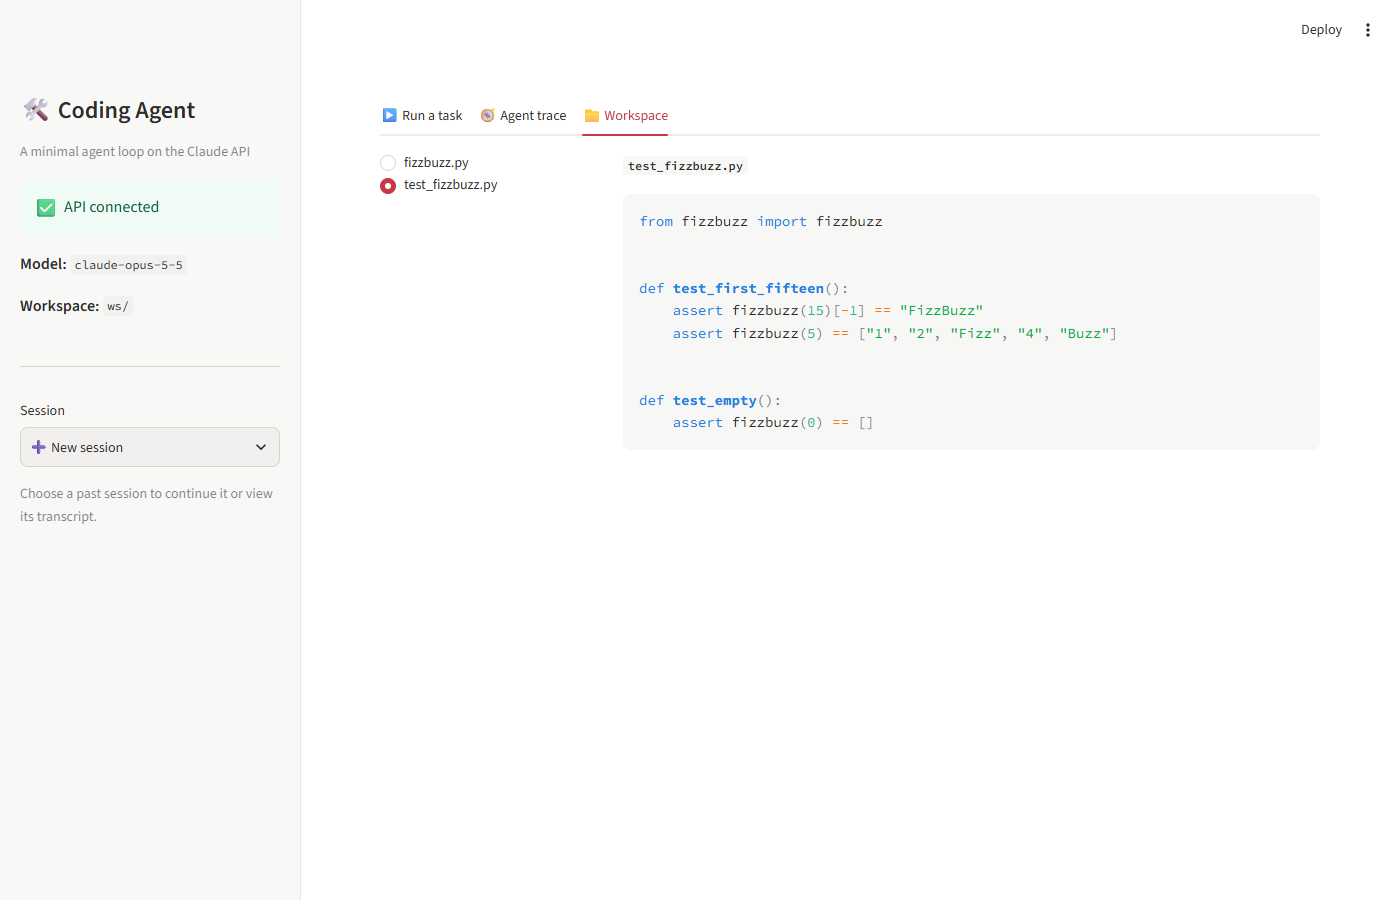 Deploy
Coding Agent
A minimal agent loop on the Claude API
API connected
Model: claude-opus-5-5
Workspace: ws/
Session
New session
Choose a past session to continue it or view
its transcript.
Run a task Agent trace Workspace
fizzbuzz.py
test_fizzbuzz.py
test_fizzbuzz.py
from fizzbuzz import fizzbuzz
def test_first_fifteen():
    assert fizzbuzz(15)[-1] == "FizzBuzz"
    assert fizzbuzz(5) == ["1", "2", "Fizz", "4", "Buzz"]
def test_empty():
    assert fizzbuzz(0) == []